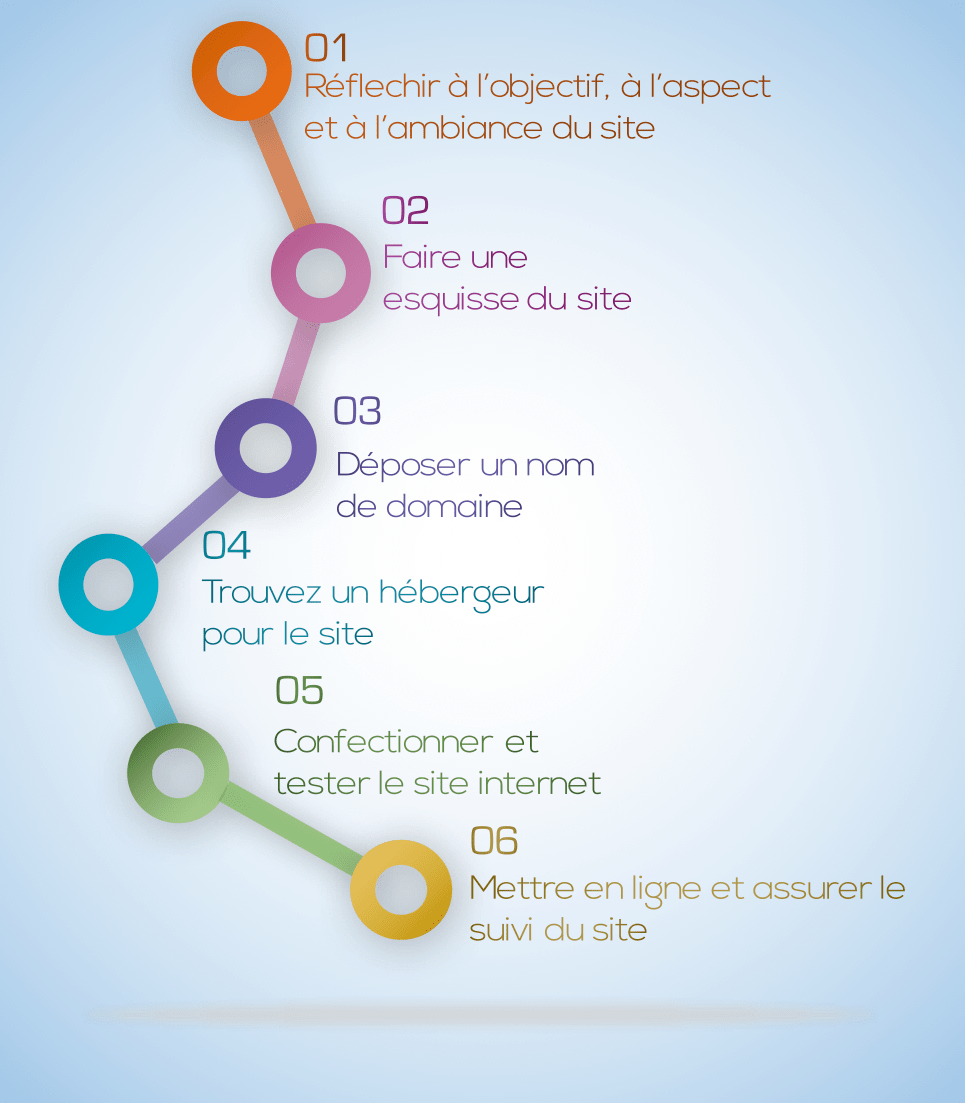 01
Réflechir à l'objectif, à l'aspect
et à l'ambiance du site
02
Faire une
esquisse du site
03
Déposer un nom
de domaine
04
Trouvez un hébergeur
pour le site
05
Confectionner et
tester le site internet
06
Mettre en ligne et assurer le
suivi du site